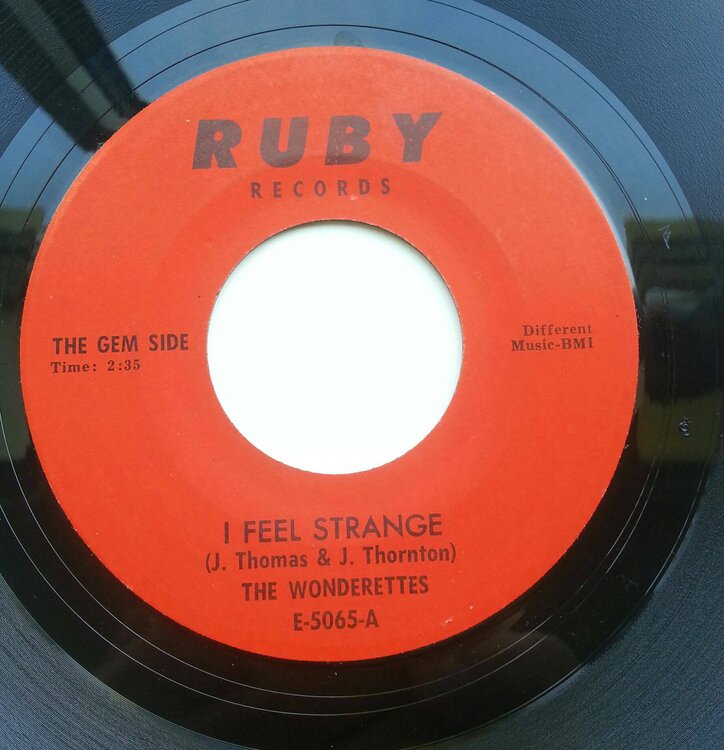 RUBY
RECORDS
THE GEM SIDE
Time: 2:35
Different
Music-BMI
I FEEL STRANGE
(J. Thomas & J. Thornton)
THE WONDERETTES
E-5065-A